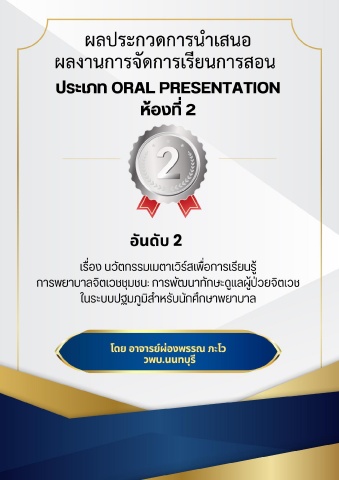 ผลประกวดการนำเสนอ
ผลงานการจัดการเรียนการสอน
ประเภท ORAL PRESENTATION
ห้องที่ 2
2
อันดับ 2
เรื่อง นวัตกรรมเมตาเวิร์สเพื่อการเรียนรู้
การพยาบาลจิตเวชชุมชน: การพัฒนาทักษะดูแลผู้ป่วยจิตเวช
ในระบบปฐมภูมิสำหรับนักศึกษาพยาบาล
โดย อาจารย์ผ่องพรรณ ภะโว
วพบ.นนทบุรี